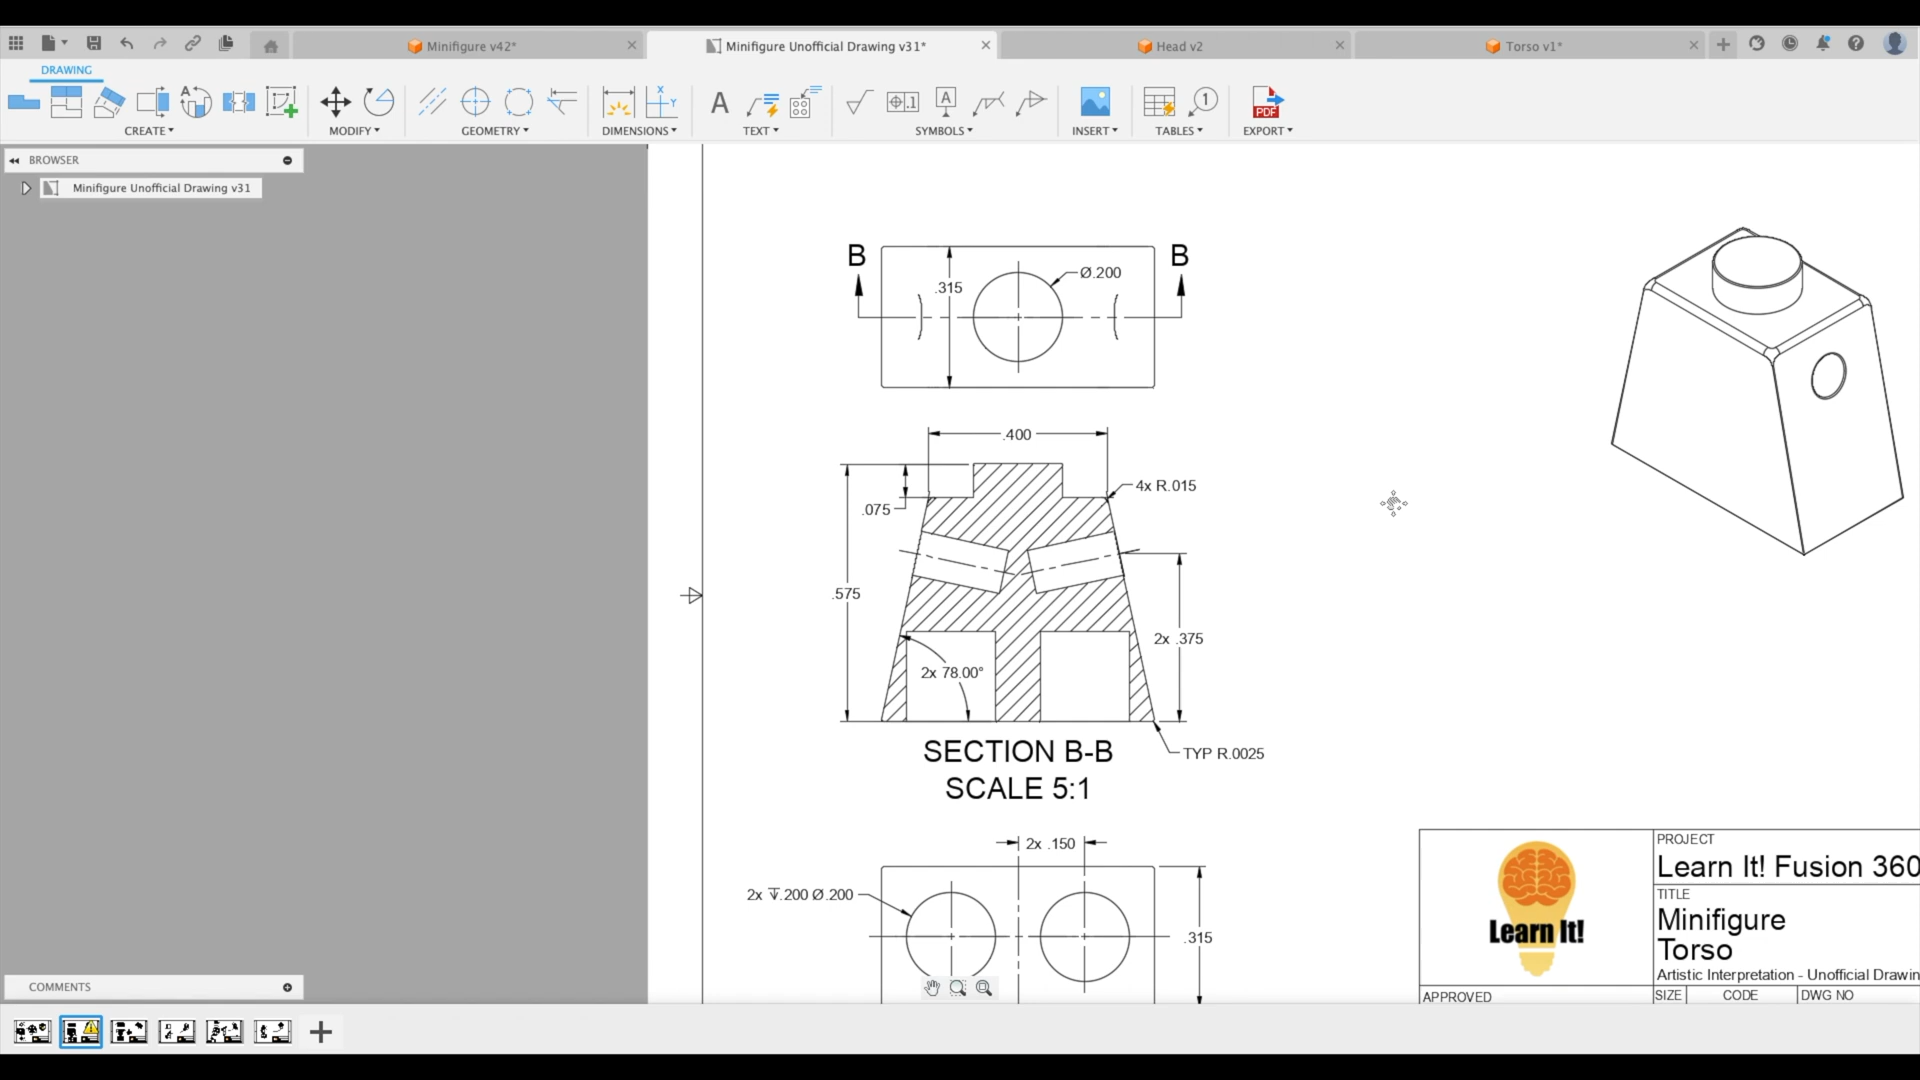 Minifigure v42*
Minifigure Unofficial Drawing v31*
Head v2
Torso v1*
DRAWING
CREATE
MODIFY
GEOMETRY
DIMENSIONS
TEXT
SYMBOLS
INSERT
TABLES
EXPORT
BROWSER
Minifigure Unofficial Drawing v31
B
B
Ø.200
.315
.400
4x R.015
.075
.575
2x .375
2x 78.00°
SECTION B-B
SCALE 5:1
TYP R.0025
2x .150
2x ↧.200 Ø.200
.315
Learn It!
PROJECT
Learn It! Fusion 360
TITLE
Minifigure
Torso
Artistic Interpretation - Unofficial Drawin
APPROVED
SIZE
CODE
DWG NO
COMMENTS